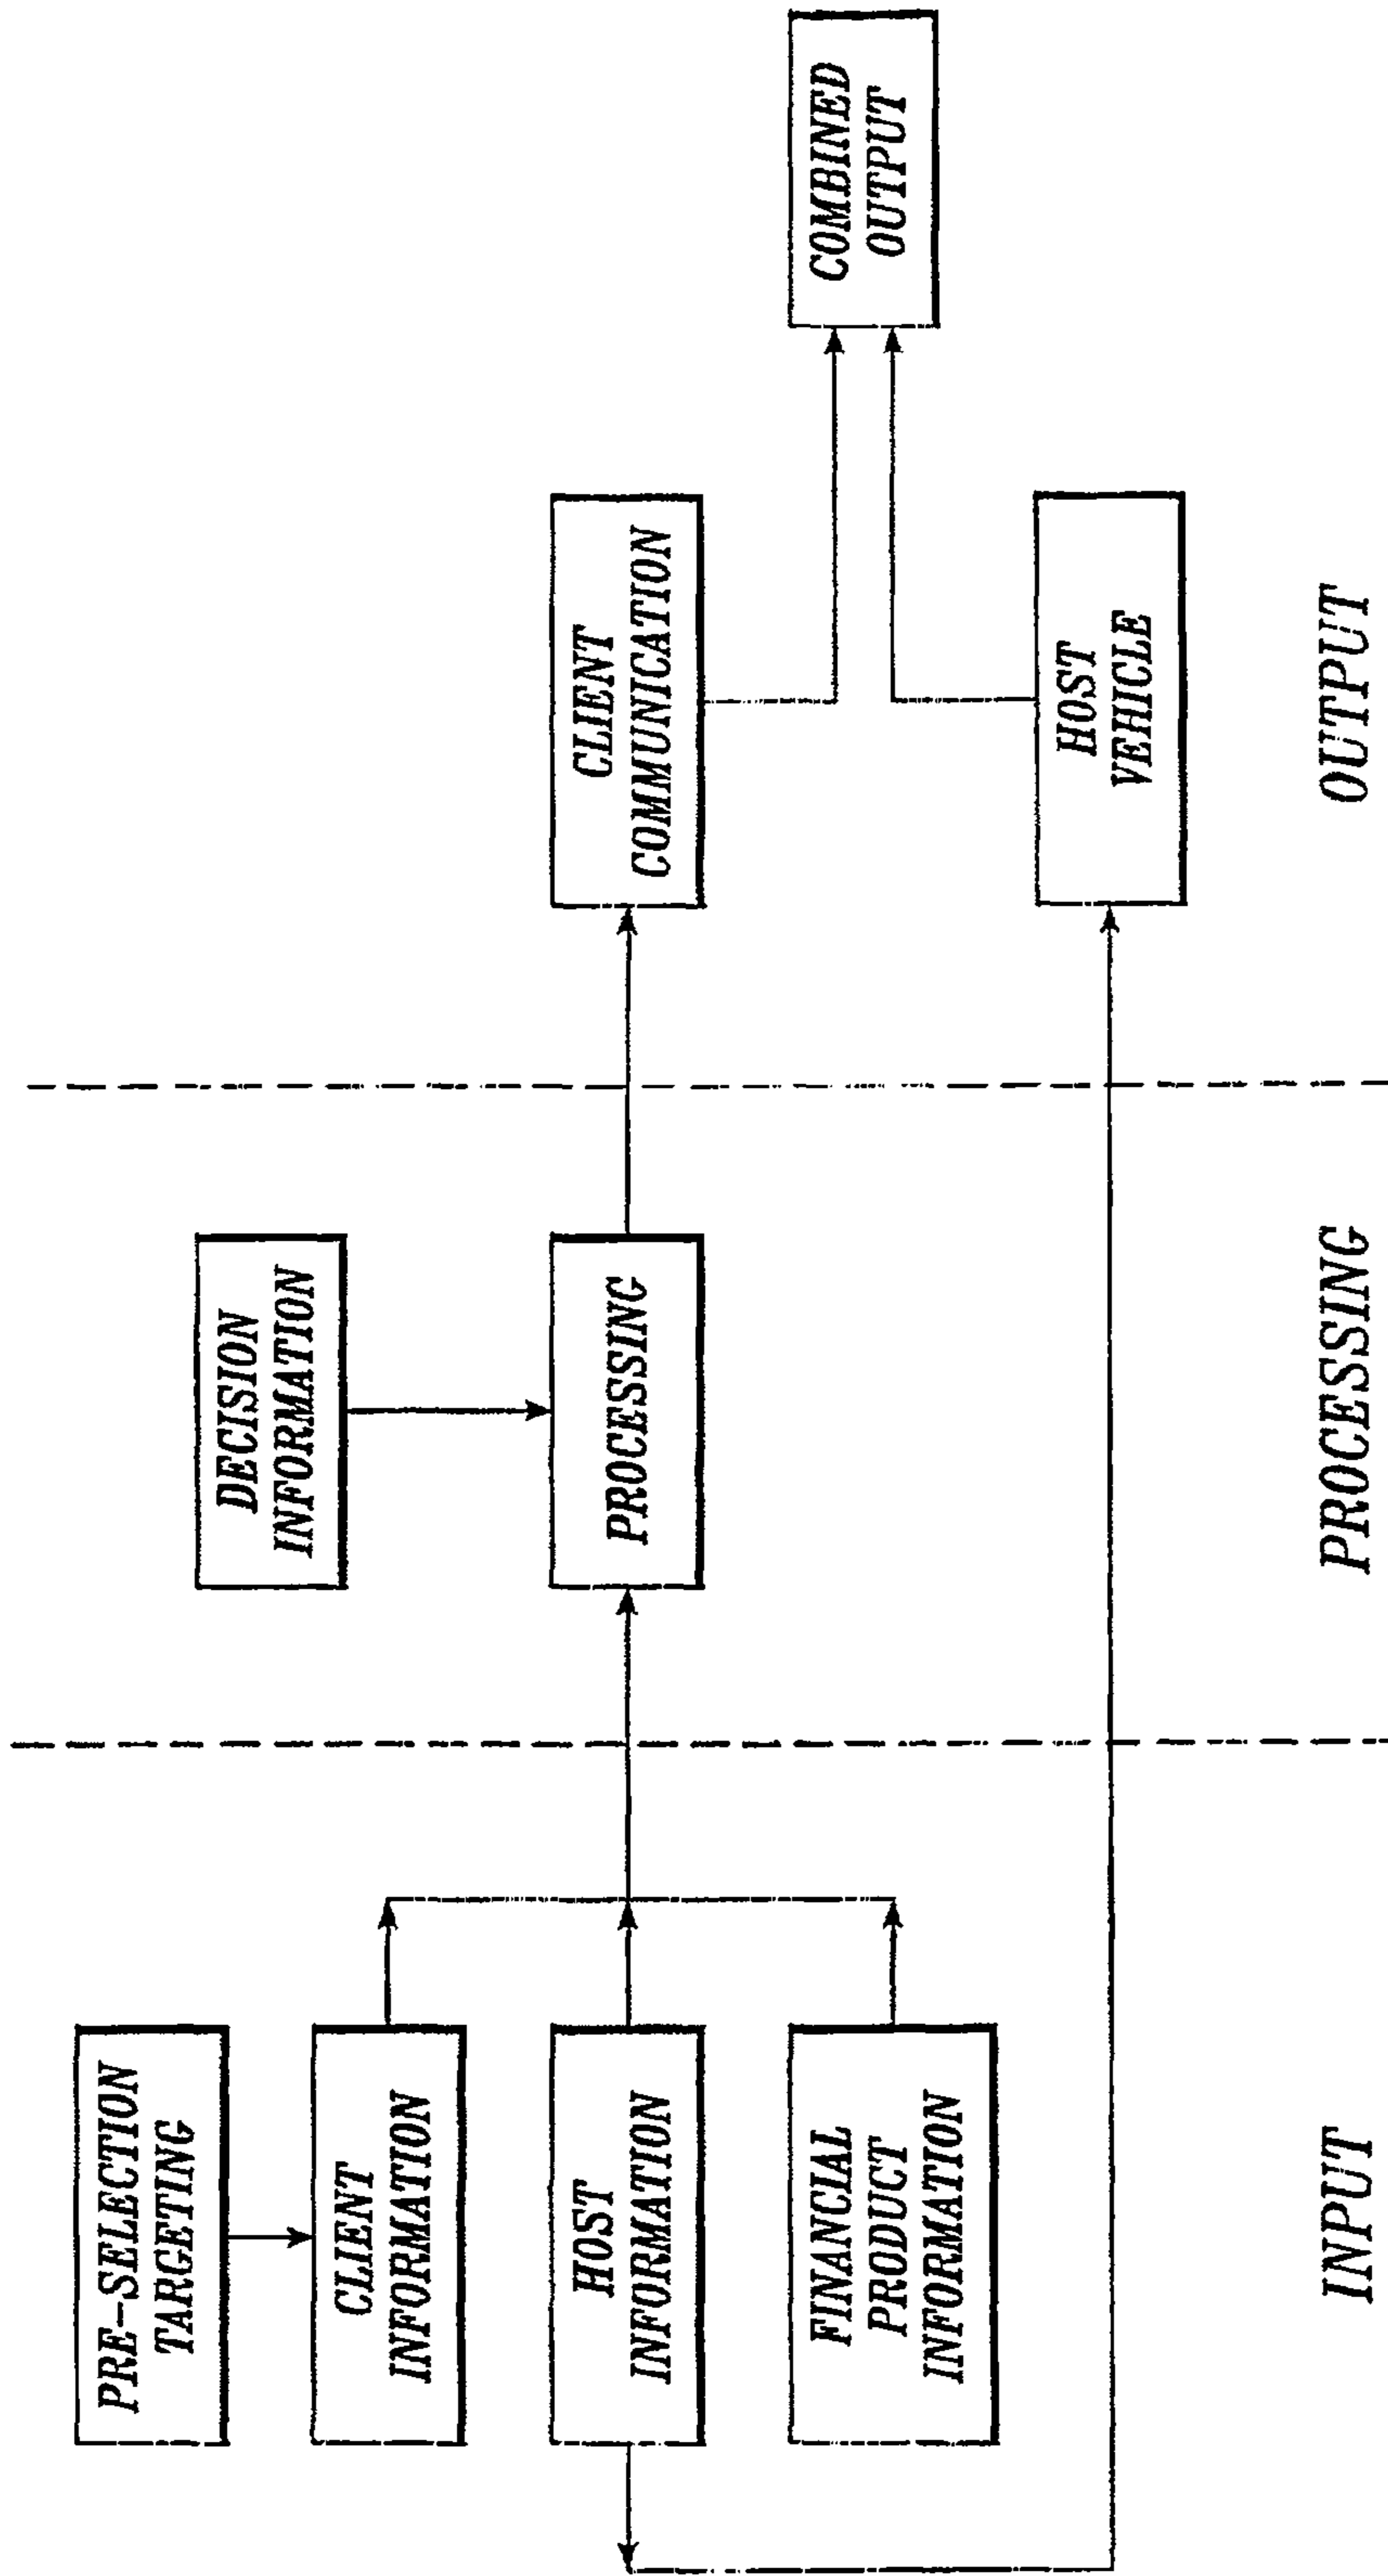 PRE-SELECTION
TARGETING
CLIENT
INFORMATION
HOST
INFORMATION
FINANCIAL
PRODUCT
INFORMATION
INPUT
DECISION
INFORMATION
PROCESSING
PROCESSING
CLIENT
COMMUNICATION
HOST
VEHICLE
OUTPUT
COMBINED
OUTPUT